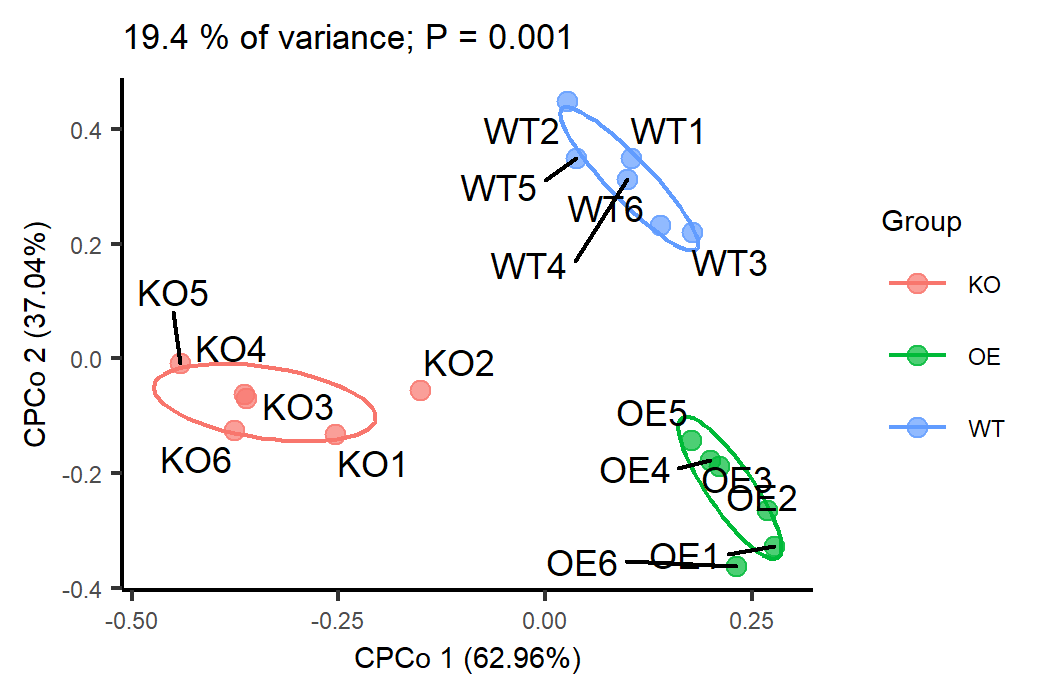 19.4 % of variance; P = 0.001
CPCo 2 (37.04%)
0.4
0.2
0.0
-0.2
-0.4
WT2
WT1
WT5
WT6
WT4
WT3
KO5
KO4
KO2
KO3
KO6
KO1
OE5
OE4
OE3
OE2
OE1
OE6
-0.50
-0.25
0.00
0.25
CPCo 1 (62.96%)
Group
KO
OE
WT